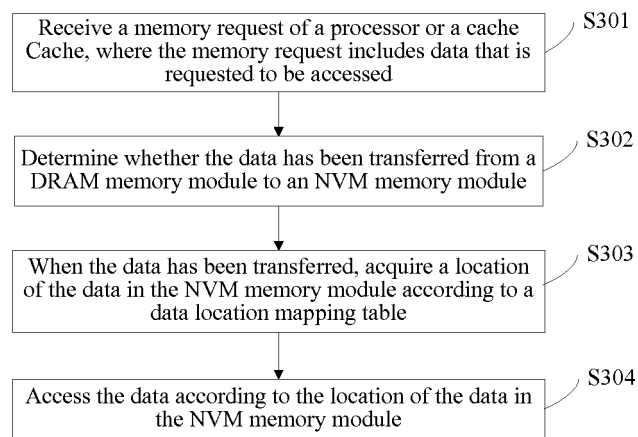 Receive a memory request of a processor or a cache
Cache, where the memory request includes data that is
requested to be accessed
S301
Determine whether the data has been transferred from a
DRAM memory module to an NVM memory module
S302
When the data has been transferred, acquire a location
of the data in the NVM memory module according to a
data location mapping table
S303
Access the data according to the location of the data in
the NVM memory module
S304